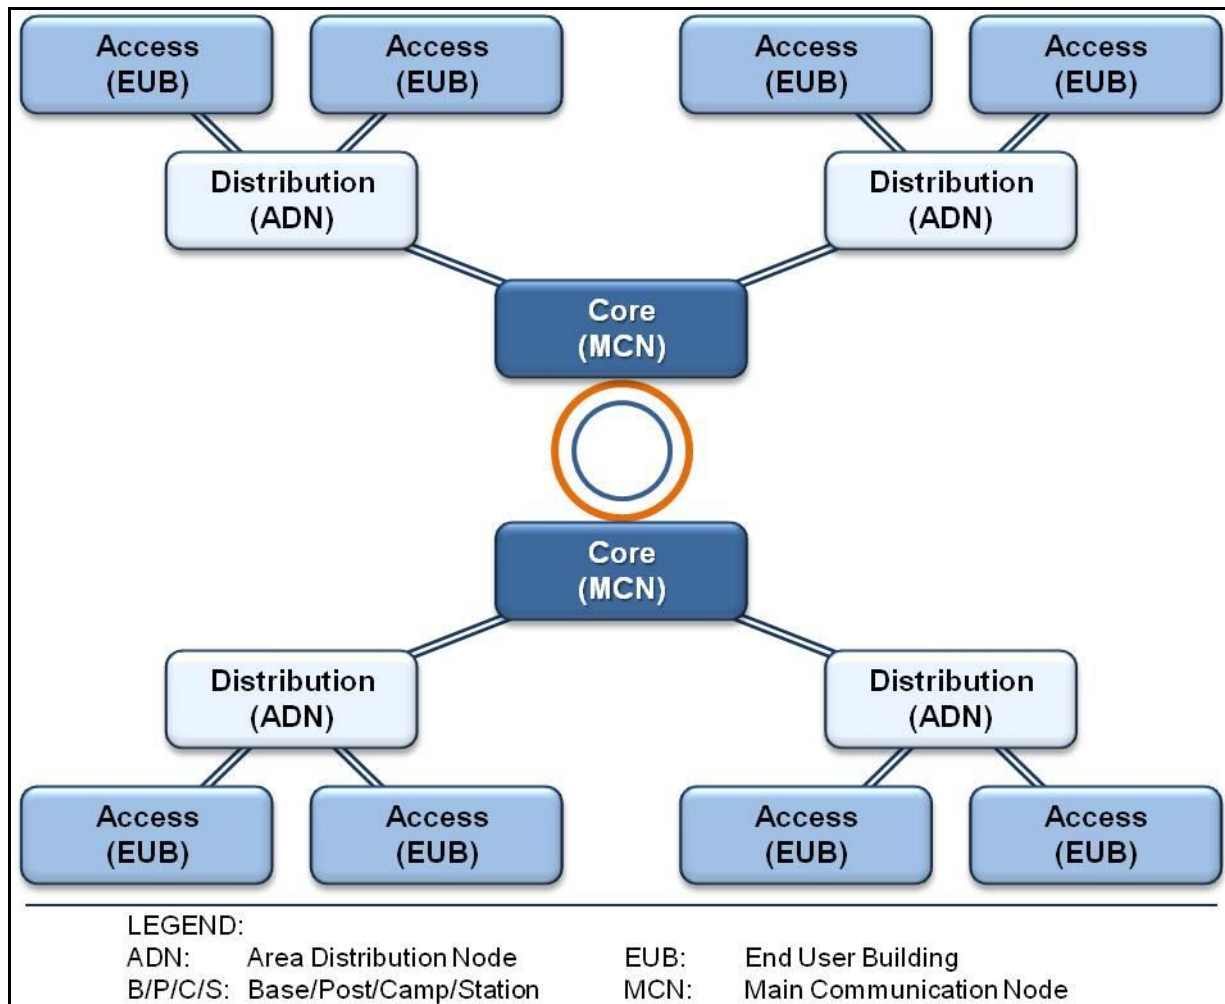 Access
(EUB)
Access
(EUB)
Access
(EUB)
Access
(EUB)
Distribution
(ADN)
Distribution
(ADN)
Core
(MCN)
Core
(MCN)
Distribution
(ADN)
Distribution
(ADN)
Access
(EUB)
Access
(EUB)
Access
(EUB)
Access
(EUB)
LEGEND:
ADN: Area Distribution Node EUB: End User Building
B/P/C/S: Base/Post/Camp/Station MCN: Main Communication Node